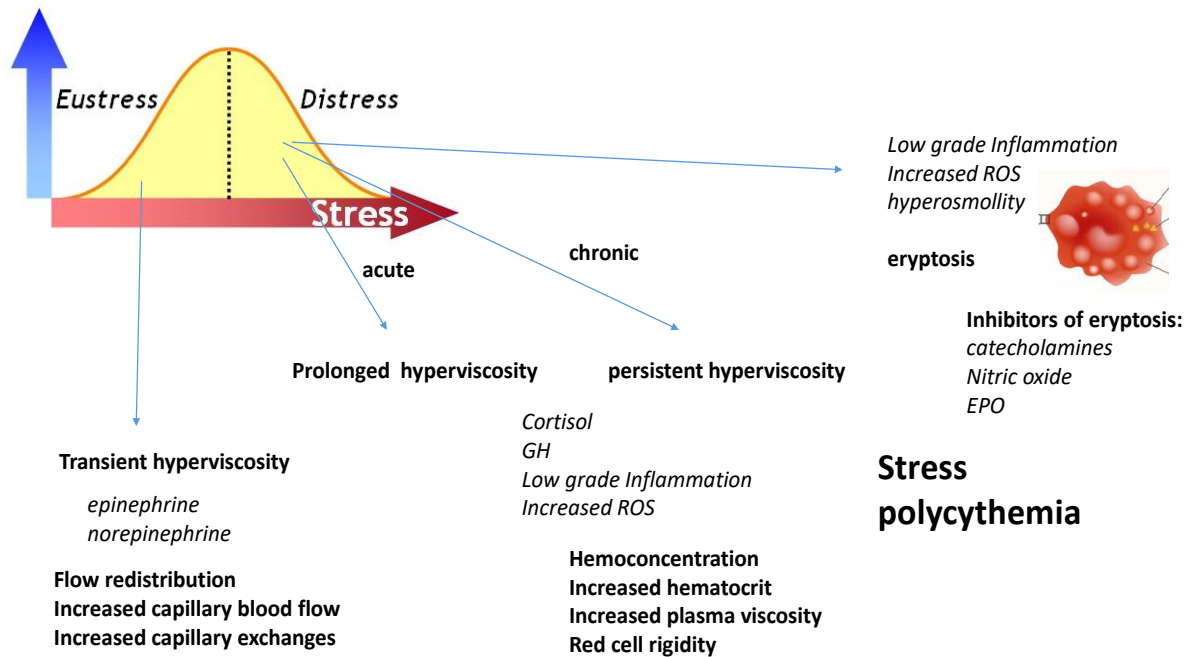 Eustress
Distress
Stress
acute
chronic
Low grade Inflammation
Increased ROS
hyperosmollity
eryptosis
Inhibitors of eryptosis:
catecholamines
Nitric oxide
EPO
Prolonged hyperviscosity
persistent hyperviscosity
Cortisol
GH
Low grade Inflammation
Increased ROS
Transient hyperviscosity
epinephrine
norepinephrine
Flow redistribution
Increased capillary blood flow
Increased capillary exchanges
Hemoconcentration
Increased hematocrit
Increased plasma viscosity
Red cell rigidity
Stress
polycythemia